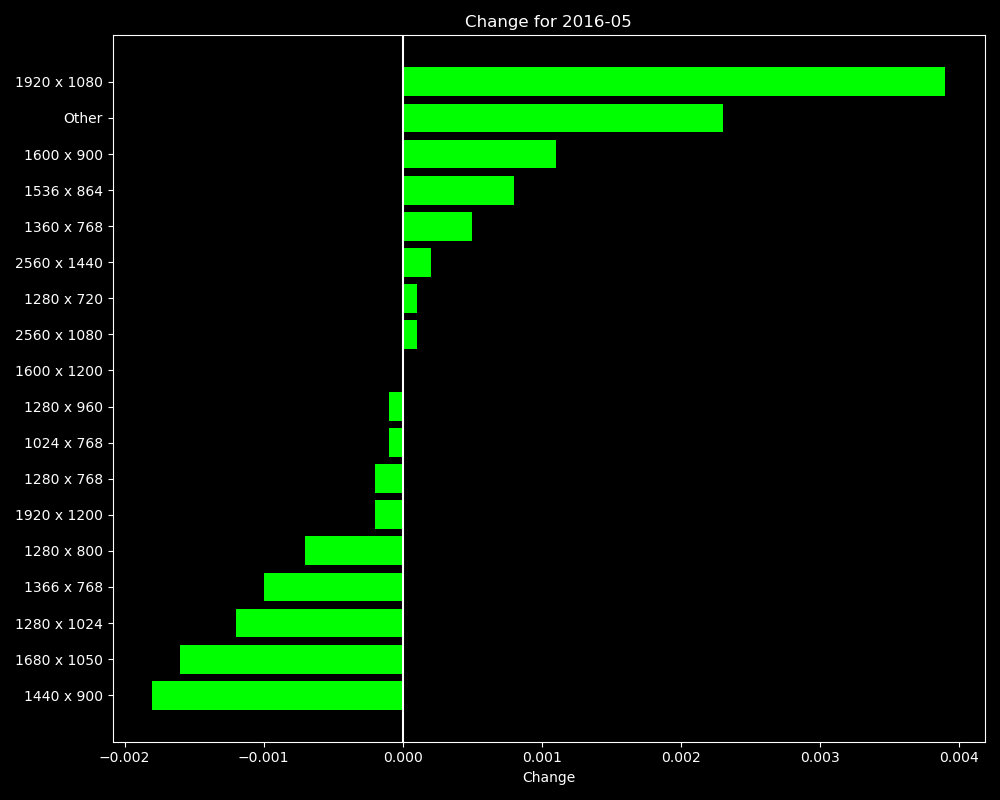 Change for 2016-05
1920 x 1080
Other
1600 x 900
1536 x 864
1360 x 768
2560 x 1440
1280 x 720
2560 x 1080
1600 x 1200
1280 x 960
1024 x 768
1280 x 768
1920 x 1200
1280 x 800
1366 x 768
1280 x 1024
1680 x 1050
1440 x 900
−0.002 −0.001 0.000 0.001 0.002 0.003 0.004
Change